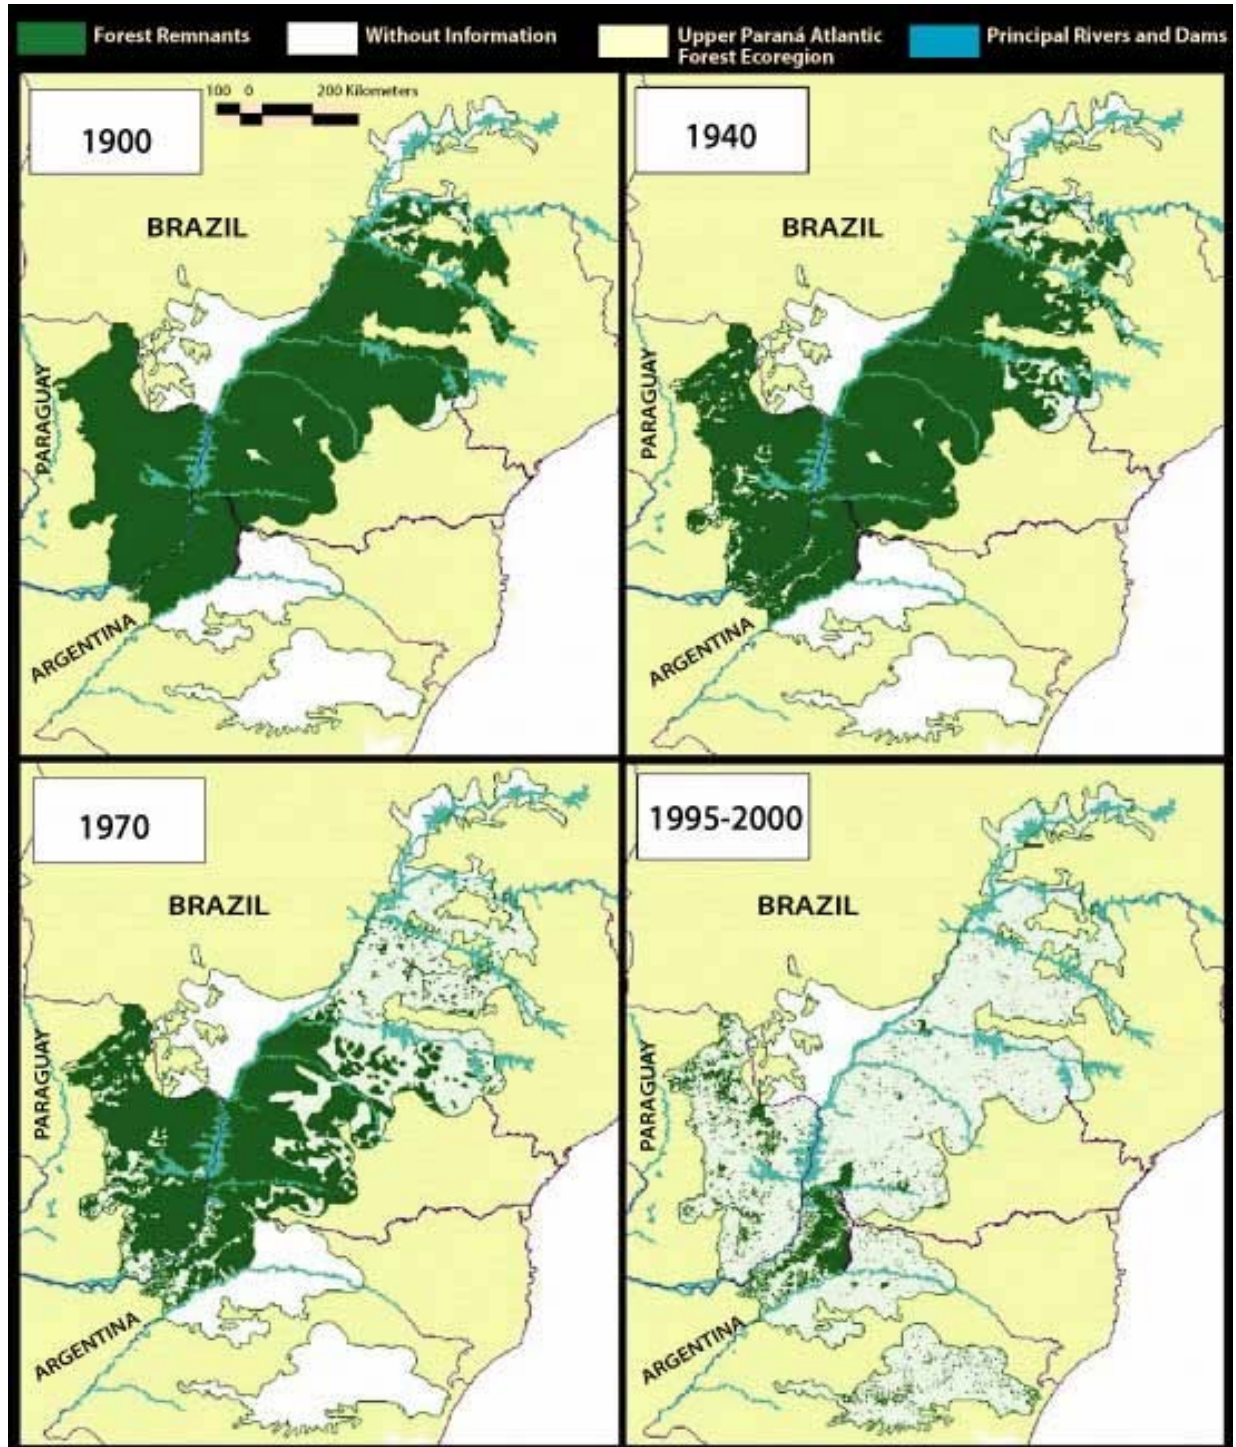 Forest Remnants
Without Information
Upper Paraná Atlantic
Forest Ecoregion
Principal Rivers and Dams
100 0 200 Kilometers
1900
BRAZIL
PARAGUAY
ARGENTINA
1940
BRAZIL
PARAGUAY
ARGENTINA
1970
BRAZIL
PARAGUAY
ARGENTINA
1995-2000
BRAZIL
PARAGUAY
ARGENTINA